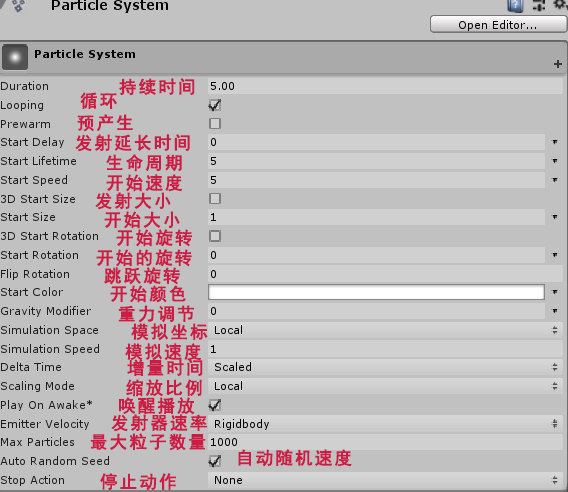 Particle System
Open Editor...
Particle System
Duration 持续时间 5.00
Looping 循环
Prewarm 预产生
Start Delay 发射延长时间 0
Start Lifetime 生命周期 5
Start Speed 开始速度 5
3D Start Size 发射大小
Start Size 开始大小 1
3D Start Rotation 开始旋转
Start Rotation 开始的旋转 0
Flip Rotation 跳跃旋转 0
Start Color 开始颜色
Gravity Modifier 重力调节 0
Simulation Space 模拟坐标 Local
Simulation Speed 模拟速度 1
Delta Time 增量时间 Scaled
Scaling Mode 缩放比例 Local
Play On Awake* 唤醒播放
Emitter Velocity 发射器速率 Rigidbody
Max Particles 最大粒子数量 1000
Auto Random Seed 自动随机速度
Stop Action 停止动作 None